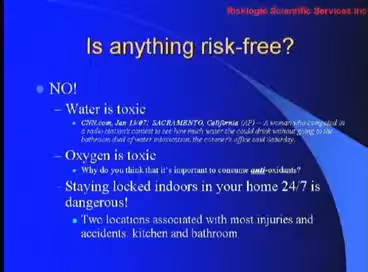 Risklogic Scientific Services Inc
Is anything risk-free?
NO!
– Water is toxic
CNN.com, Jan 13/07: SACRAMENTO, California (AP) – A woman who competed in
a radio station's contest to see how much water she could drink without going to the
bathroom died of water intoxication, the coroner's office said Saturday.
– Oxygen is toxic
Why do you think that it's important to consume anti-oxidants?
– Staying locked indoors in your home 24/7 is
dangerous!
Two locations associated with most injuries and
accidents: kitchen and bathroom